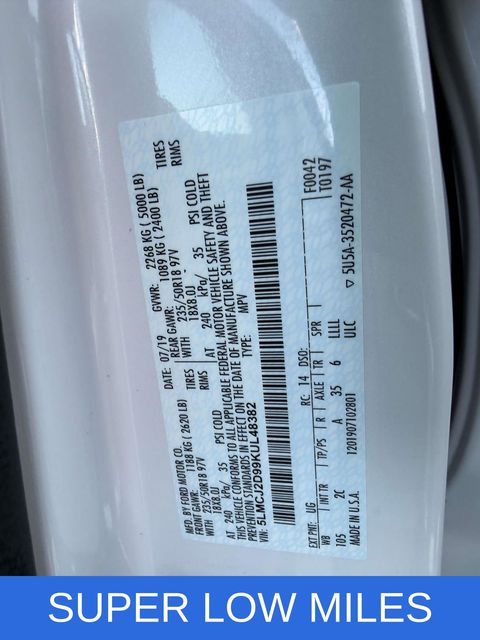 MFD. BY FORD MOTOR CO.
DATE: 07/19 GVWR: 2268 KG ( 5000 LB)
FRONT GAWR: 1188 KG ( 2620 LB) REAR GAWR: 1089 KG ( 2400 LB)
235/50R18 97V TIRES WITH 235/50R18 97V TIRES
18X8.0J RIMS 18X8.0J RIMS
AT 240 kPa/ 35 PSI COLD AT 240 kPa/ 35 PSI COLD
THIS VEHICLE CONFORMS TO ALL APPLICABLE FEDERAL MOTOR VEHICLE SAFETY AND THEFT
PREVENTION STANDARDS IN EFFECT ON THE DATE OF MANUFACTURE SHOWN ABOVE.
VIN: 5LMCJ2D99KUL48382 TYPE: MPV
F0042
T0197
EXT PNT: UG RC: 14 DSO:
WB INT TR TP/PS R AXLE TR SPR
105 2C A 35 6 LLLL
MADE IN U.S.A. 1201907102801 ULC
▽ 5U5A-3520472-AA
SUPER LOW MILES